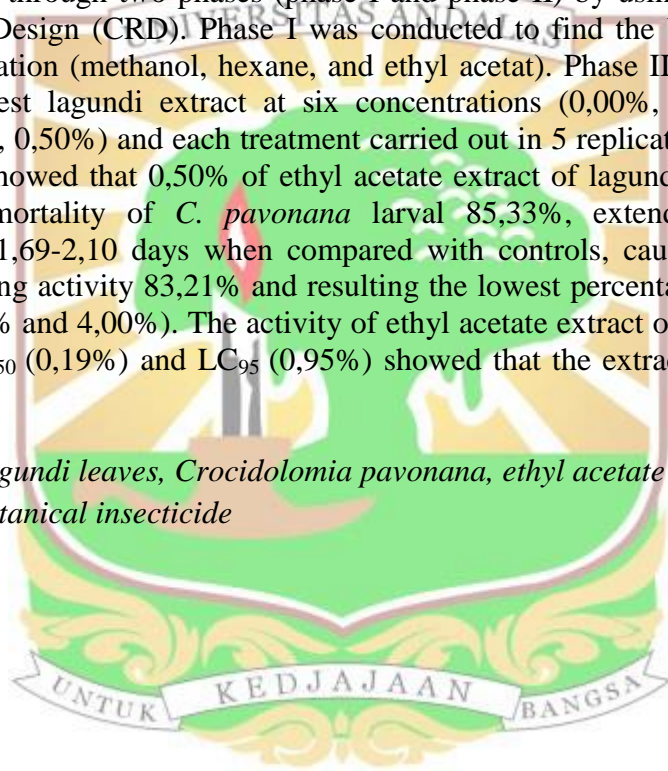 through two phases (phase I and phase II) by using
Design (CRD). Phase I was conducted to find the
ation (methanol, hexane, and ethyl acetat). Phase II
est lagundi extract at six concentrations (0,00%,
, 0,50%) and each treatment carried out in 5 replicat
howed that 0,50% of ethyl acetate extract of lagund
mortality of C. pavonana larval 85,33%, extend
1,69-2,10 days when compared with controls, cau
ng activity 83,21% and resulting the lowest percenta
% and 4,00%). The activity of ethyl acetate extract o
50 (0,19%) and LC95 (0,95%) showed that the extrac
gundi leaves, Crocidolomia pavonana, ethyl acetate
tanical insecticide
UNIVERSITAS ANDALAS
UNTUK KEDJAJAAN BANGSA